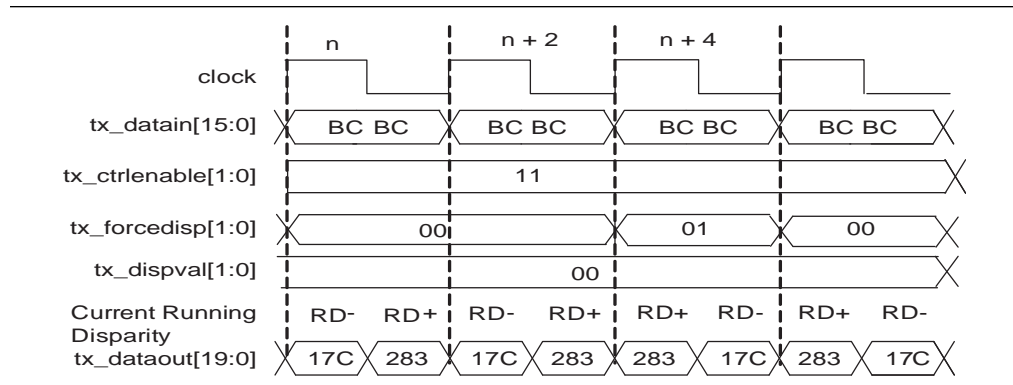 n n + 2 n + 4
clock
tx_datain[15:0] BC BC BC BC BC BC BC BC
tx_ctrlenable[1:0] 11
tx_forcedisp[1:0] 00 01 00
tx_dispval[1:0] 00
Current Running Disparity RD- RD+ RD- RD+ RD+ RD- RD+ RD-
tx_dataout[19:0] 17C 283 17C 283 283 17C 283 17C